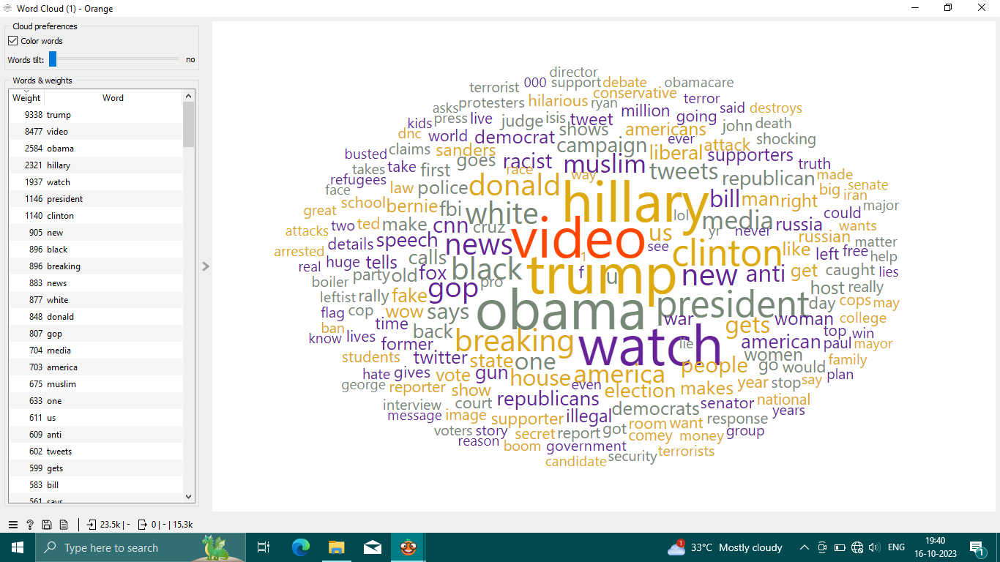 Word Cloud (1) - Orange
Cloud preferences
Color words
Words tilt: no
Words & weights
Weight Word
9338 trump
8477 video
2584 obama
2321 hillary
1937 watch
1146 president
1140 clinton
905 new
896 black
896 breaking
883 news
877 white
848 donald
807 gop
704 media
703 america
675 muslim
633 one
611 us
609 anti
602 tweets
599 gets
583 bill
561 says
director
terrorist 000 support debate obamacare
asks protesters hilarious conservative ryan terror said destroys
kids press live judge isis tweet million going john death
dnc world democrat shows americans ever attack shocking
busted claims sanders goes racist campaign liberal supporters truth
takes take first race muslim way tweets republican made
refugees face law police donald hillary bill man right big senate iran
great school bernie fbi white lol media could major
attacks two ted make cnn cruz video us yr never russia wants
arrested details speech news see clinton like russian matter
real huge tells calls black 1 trump left free help
boiler party old fox pro f u new anti get caught lies
leftist rally fake gop obama president host really
flag cop wow says war day cops may
ban time back breaking watch gets woman college
know lives former lie american top win
students twitter state one people women paul mayor
hate gives vote gun house america go would family
george reporter show even election makes year stop say plan
interview court republicans democrats senator national
message image supporter illegal room want response years
voters story secret report got comey money group
reason boom government terrorists
candidate security
23.5k | - 0 | - | 15.3k
Type here to search
1 33°C Mostly cloudy
ENG
19:40
16-10-2023
1